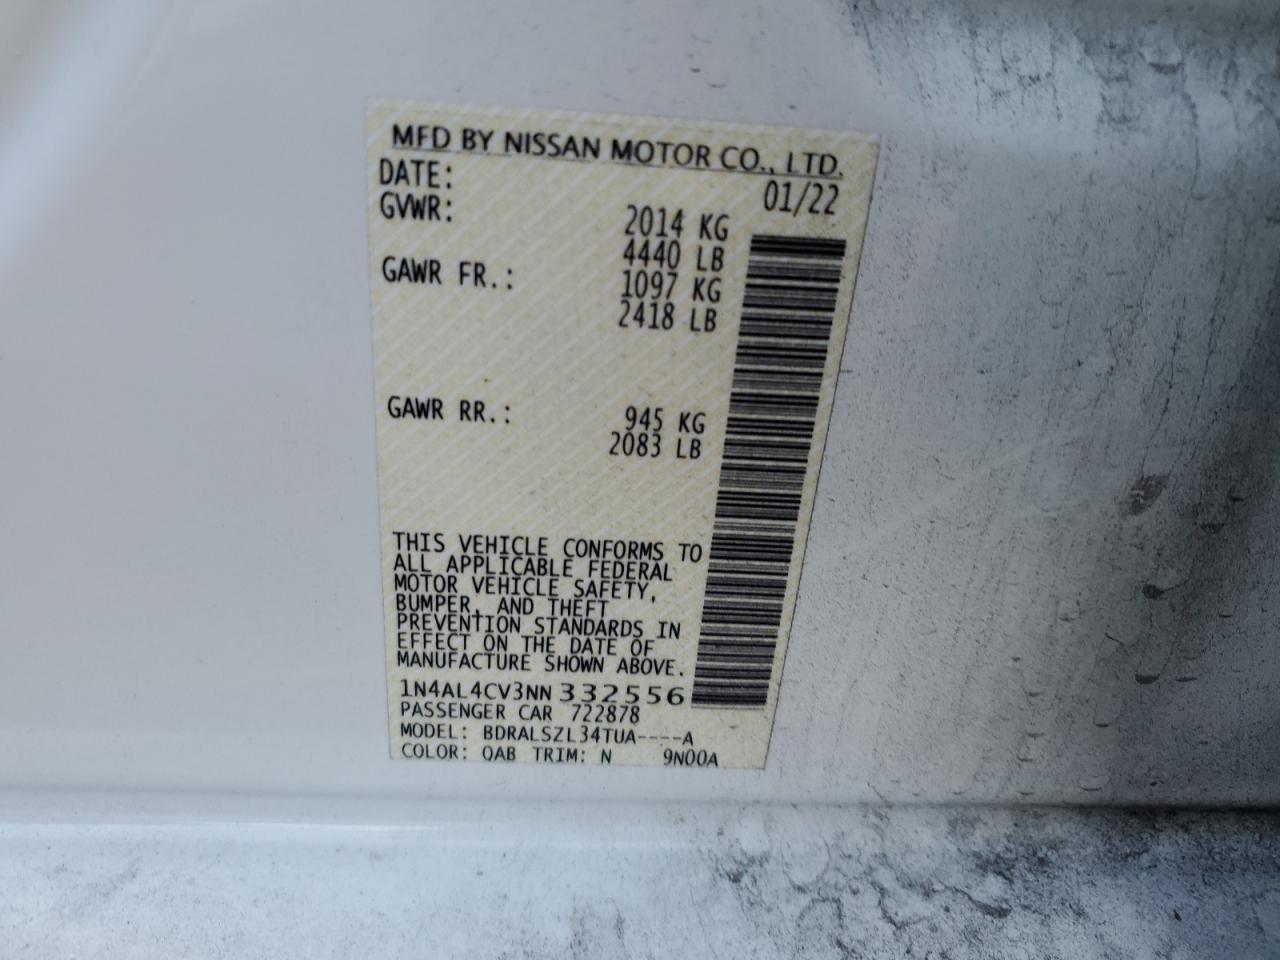 MFD BY NISSAN MOTOR CO., LTD.
DATE: 01/22
GVWR: 2014 KG
4440 LB
GAWR FR.: 1097 KG
2418 LB
GAWR RR.: 945 KG
2083 LB
THIS VEHICLE CONFORMS TO
ALL APPLICABLE FEDERAL
MOTOR VEHICLE SAFETY,
BUMPER, AND THEFT
PREVENTION STANDARDS IN
EFFECT ON THE DATE OF
MANUFACTURE SHOWN ABOVE.
1N4AL4CV3NN332556
PASSENGER CAR 722878
MODEL: BDRALSZL34TUA----A
COLOR: QAB TRIM: N 9N00A